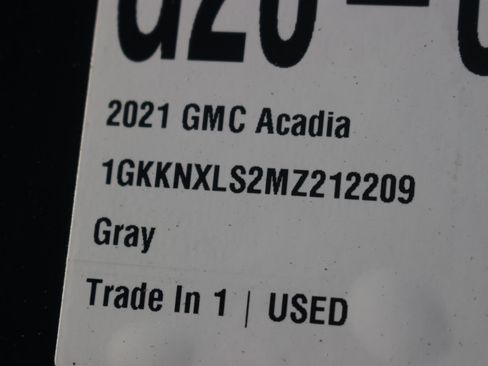 2021 GMC Acadia
1GKKNXLS2MZ212209
Gray
Trade In 1 | USED